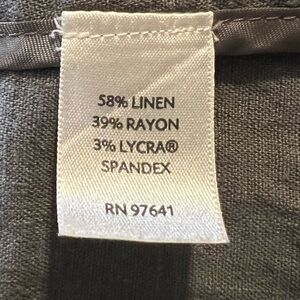 58% LINEN
39% RAYON
3% LYCRA®
SPANDEX
RN 97641